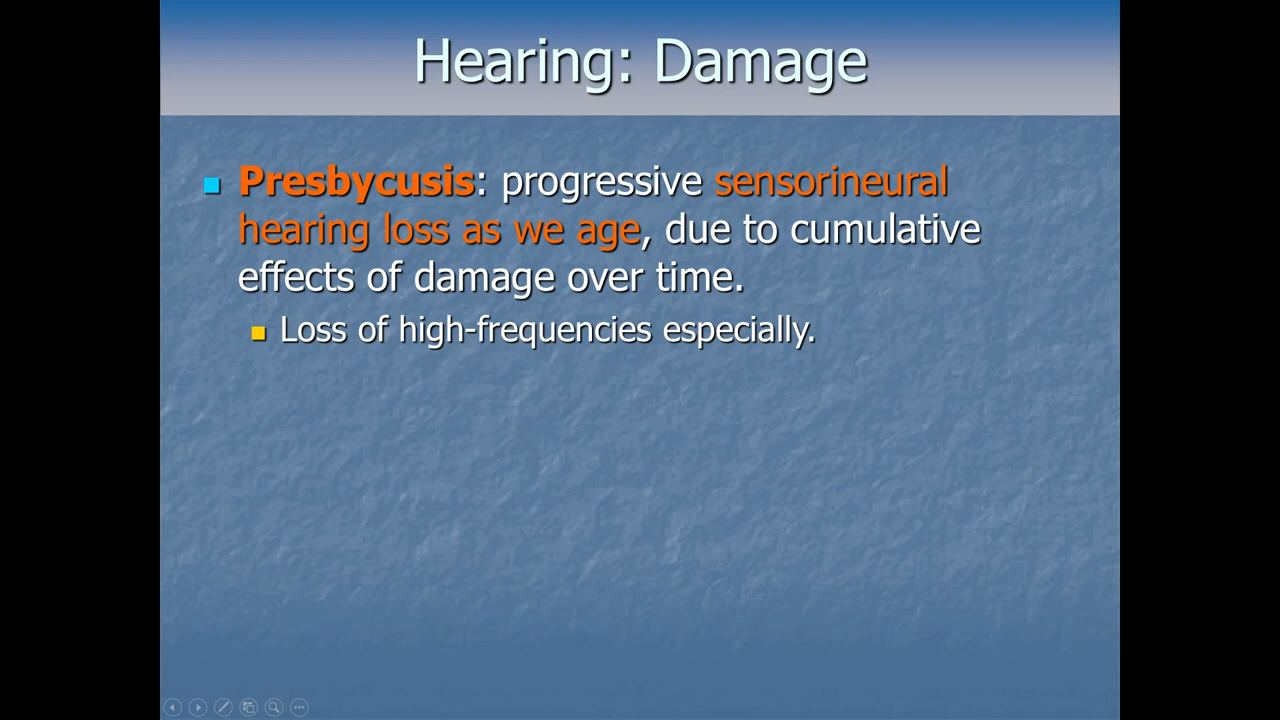 Hearing: Damage
Presbycusis: progressive sensorineural
hearing loss as we age, due to cumulative
effects of damage over time.
Loss of high-frequencies especially.